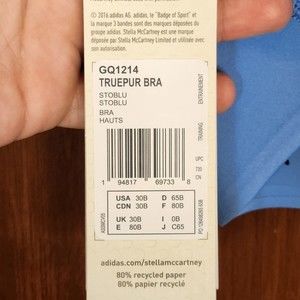 © 2016 adidas AG. adidas, le "Badge of Sport" et
la marque 3 bandes sont des marques déposées du
groupe adidas. Stella McCartney est une marque
déposée par Stella McCartney Limited et utilisée
avec son autorisation.
GQ1214
TRUEPUR BRA
STOBLU
STOBLU
BRA
HAUTS
ENTRAINEMENT
TRAINING
UPC
1 94817 69733 8
USA 30B D 65B
CDN 30B F 80B
UK 30B I 0B
E 80B J C65
adidas.com/stellamccartney
80% recycled paper
80% papier recyclé